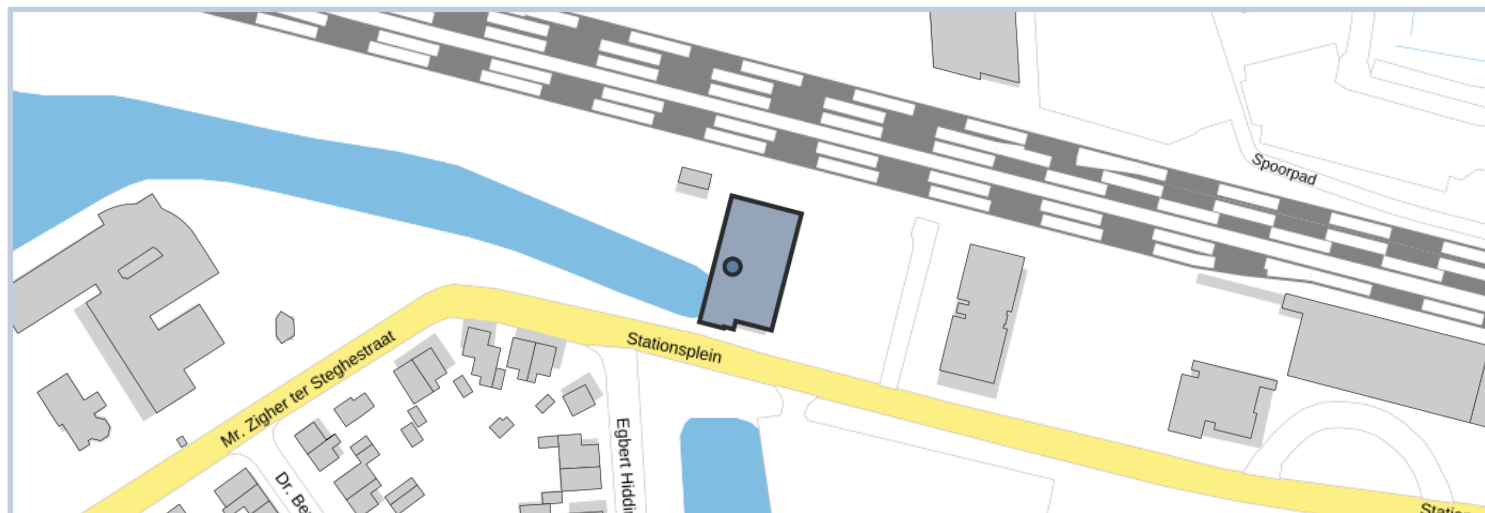 Spoorpad
Stationsplein
Mr. Zigher ter Steghestraat
Egbert Hiddi
Dr. Be
Station